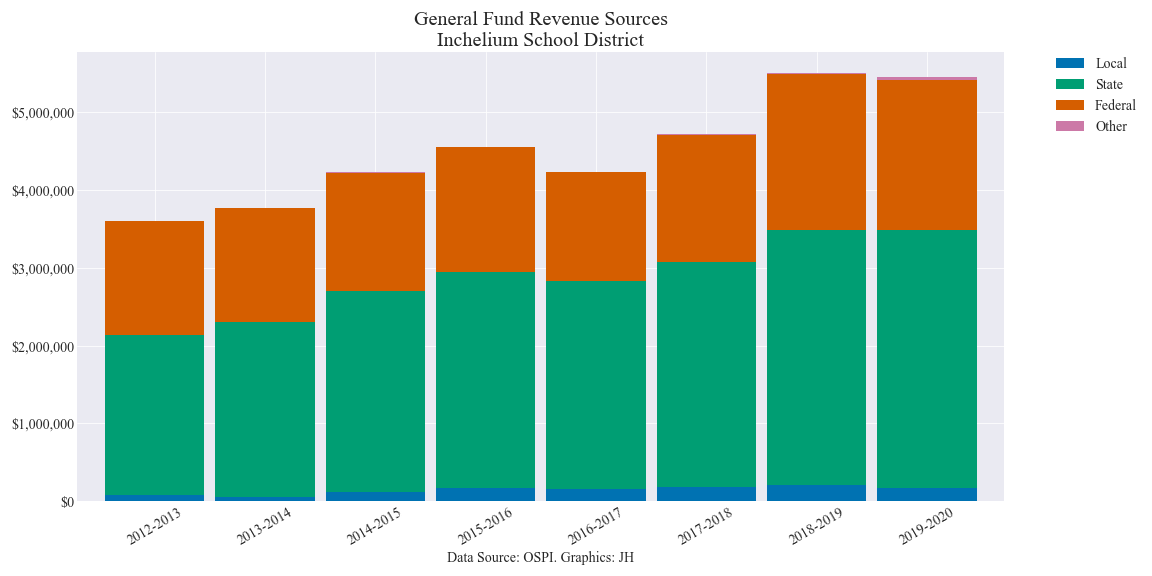 General Fund Revenue Sources
Inchelium School District
Local
State
Federal
Other
$5,000,000
$4,000,000
$3,000,000
$2,000,000
$1,000,000
$0
2012-2013
2013-2014
2014-2015
2015-2016
2016-2017
2017-2018
2018-2019
2019-2020
Data Source: OSPI. Graphics: JH